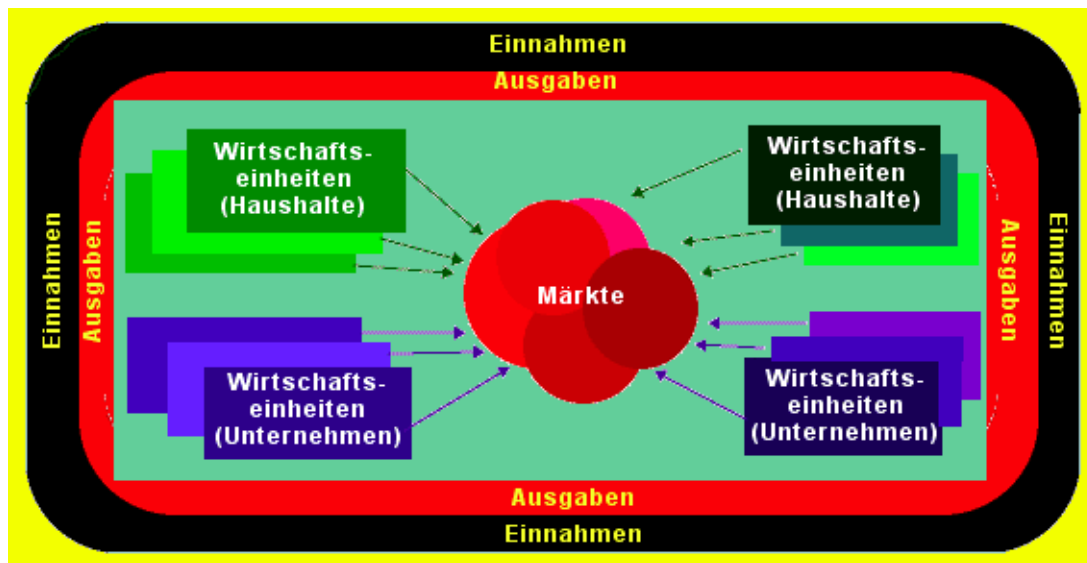 Einnahmen
Ausgaben
Wirtschafts-
einheiten
(Haushalte)
Wirtschafts-
einheiten
(Haushalte)
Einnahmen
Ausgaben
Märkte
Ausgaben
Einnahmen
Wirtschafts-
einheiten
(Unternehmen)
Wirtschafts-
einheiten
(Unternehmen)
Ausgaben
Einnahmen